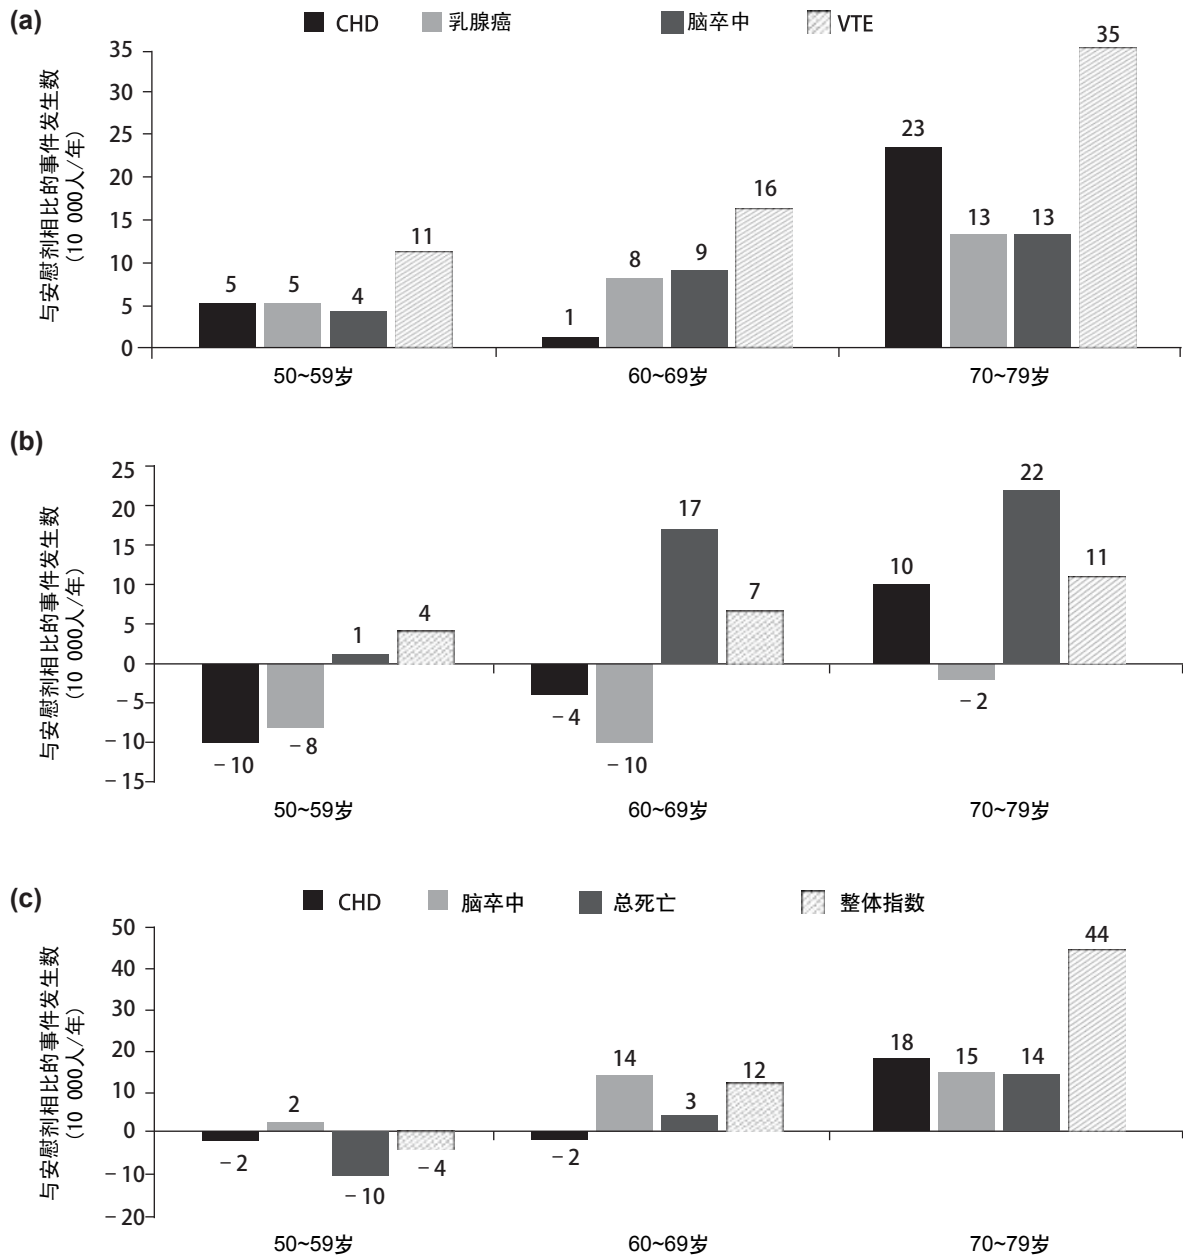 (a)
CHD 乳腺癌 脑卒中 VTE
与安慰剂相比的事件发生数
(10 000人/年)
35
30
25
20
15
10
5
0
5 5 4 11
1 8 9 16
23 13 13 35
50~59岁 60~69岁 70~79岁
(b)
与安慰剂相比的事件发生数
(10 000人/年)
25
20
15
10
5
0
－5
－10
－15
－10 －8 1 4
－4 －10 17 7
10 －2 22 11
50~59岁 60~69岁 70~79岁
(c)
CHD 脑卒中 总死亡 整体指数
与安慰剂相比的事件发生数
(10 000人/年)
50
40
30
20
10
0
－10
－20
－2 2 －10 －4
－2 14 3 12
18 15 14 44
50~59岁 60~69岁 70~79岁